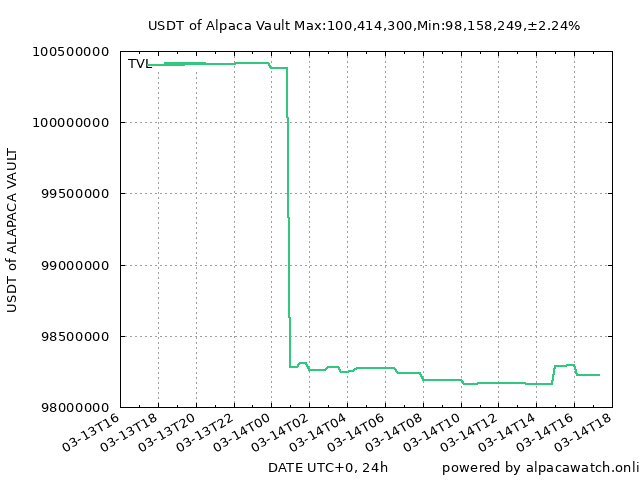 USDT of Alpaca Vault Max:100,414,300,Min:98,158,249,±2.24%
100500000
TVL
100000000
99500000
99000000
98500000
98000000
USDT of ALAPACA VAULT
03-13T16
03-13T18
03-13T20
03-13T22
03-14T00
03-14T02
03-14T04
03-14T06
03-14T08
03-14T10
03-14T12
03-14T14
03-14T16
03-14T18
DATE UTC+0, 24h
powered by alpacawatch.onli